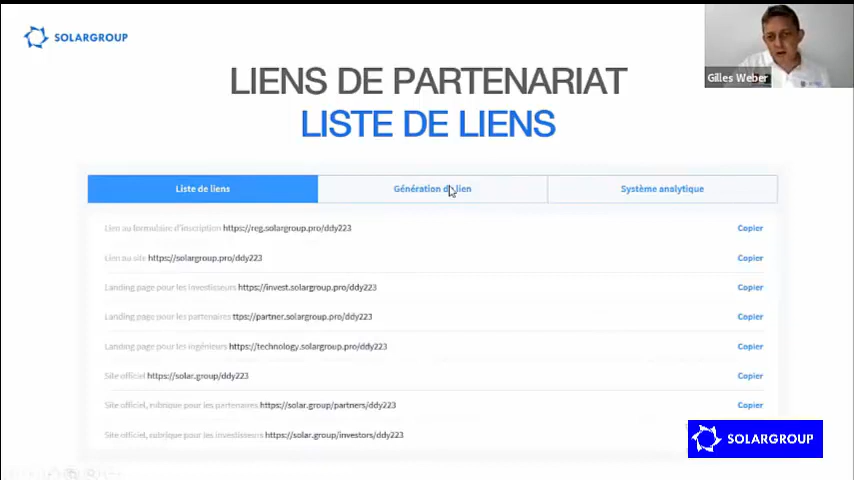 SOLARGROUP
Gilles Weber
LIENS DE PARTENARIAT
LISTE DE LIENS
Liste de liens
Génération de lien
Système analytique
Lien au formulaire d'inscription https://reg.solargroup.pro/ddy223 Copier
Lien au site https://solargroup.pro/ddy223 Copier
Landing page pour les investisseurs https://invest.solargroup.pro/ddy223 Copier
Landing page pour les partenaires ttps://partner.solargroup.pro/ddy223 Copier
Landing page pour les ingénieurs https://technology.solargroup.pro/ddy223 Copier
Site officiel https://solar.group/ddy223 Copier
Site officiel, rubrique pour les partenaires https://solar.group/partners/ddy223 Copier
Site officiel, rubrique pour les investisseurs https://solar.group/investors/ddy223
SOLARGROUP